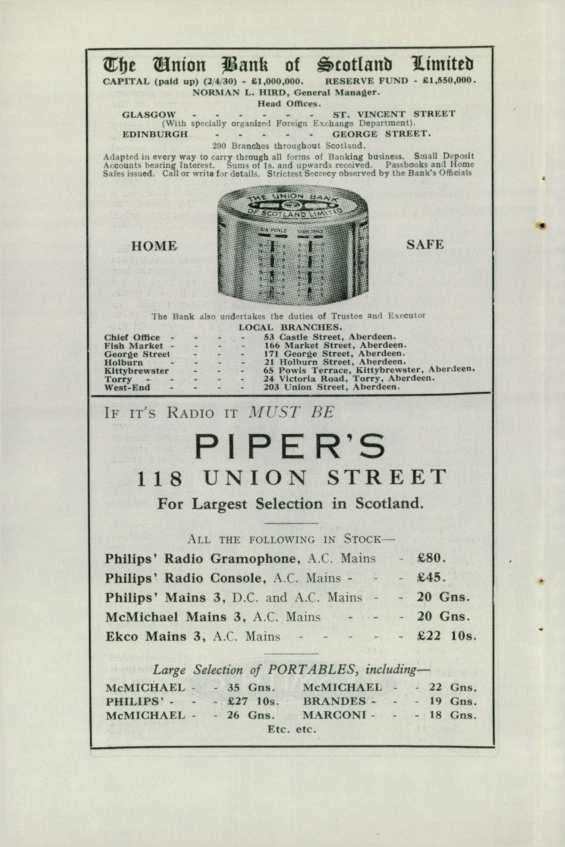 The Union Bank of Scotland Limited
CAPITAL (paid up) (2/4/30) - £1,000,000. RESERVE FUND - £1,550,000.
NORMAN L. HIRD, General Manager.
Head Offices.
GLASGOW - - - - - - ST. VINCENT STREET
(With specially organized Foreign Exchange Department).
EDINBURGH - - - - - GEORGE STREET.
200 Branches throughout Scotland.
Adapted in every way to carry through all forms of Banking business. Small Deposit
Accounts bearing Interest. Sums of 1s. and upwards received. Passbooks and Home
Safes issued. Call or write for details. Strictest Secrecy observed by the Bank's Officials
THE UNION BANK
OF SCOTLAND LIMITED
HOME SAFE
The Bank also undertakes the duties of Trustee and Executor
LOCAL BRANCHES.
Chief Office - - - - 53 Castle Street, Aberdeen.
Fish Market - - - - 166 Market Street, Aberdeen.
George Street - - - 171 George Street, Aberdeen.
Holburn - - - - 21 Holburn Street, Aberdeen.
Kittybrewster - - - 65 Powis Terrace, Kittybrewster, Aberdeen.
Torry - - - - - 24 Victoria Road, Torry, Aberdeen.
West-End - - - - 203 Union Street, Aberdeen.
IF IT'S RADIO IT MUST BE
PIPER'S
118 UNION STREET
For Largest Selection in Scotland.
ALL THE FOLLOWING IN STOCK—
Philips' Radio Gramophone, A.C. Mains - £80.
Philips' Radio Console, A.C. Mains - - - £45.
Philips' Mains 3, D.C. and A.C. Mains - - 20 Gns.
McMichael Mains 3, A.C. Mains - - - 20 Gns.
Ekco Mains 3, A.C. Mains - - - - - £22 10s.
Large Selection of PORTABLES, including—
McMICHAEL - - 35 Gns. McMICHAEL - - 22 Gns.
PHILIPS' - - - £27 10s. BRANDES - - - 19 Gns.
McMICHAEL - - 26 Gns. MARCONI - - - 18 Gns.
Etc. etc.